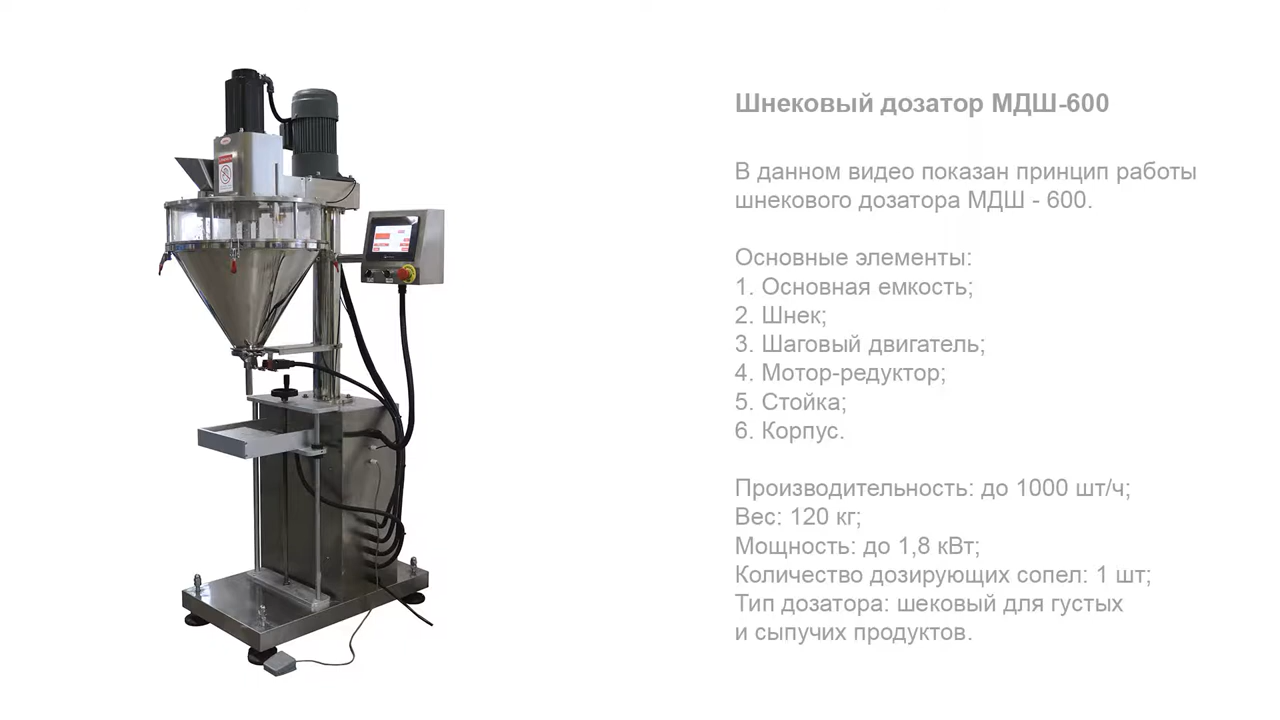 Шнековый дозатор МДШ-600
В данном видео показан принцип работы
шнекового дозатора МДШ - 600.
Основные элементы:
1. Основная емкость;
2. Шнек;
3. Шаговый двигатель;
4. Мотор-редуктор;
5. Стойка;
6. Корпус.
Производительность: до 1000 шт/ч;
Вес: 120 кг;
Мощность: до 1,8 кВт;
Количество дозирующих сопел: 1 шт;
Тип дозатора: шековый для густых
и сыпучих продуктов.